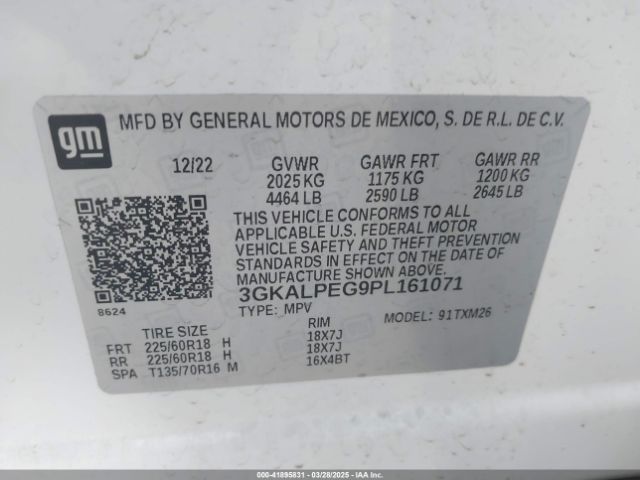 gm
MFD BY GENERAL MOTORS DE MEXICO, S. DE R.L. DE C.V.
12/22 GVWR GAWR FRT GAWR RR
2025 KG 1175 KG 1200 KG
4464 LB 2590 LB 2645 LB
THIS VEHICLE CONFORMS TO ALL
APPLICABLE U.S. FEDERAL MOTOR
VEHICLE SAFETY AND THEFT PREVENTION
STANDARDS IN EFFECT ON THE DATE OF
MANUFACTURE SHOWN ABOVE.
3GKALPEG9PL161071
8624
TYPE: MPV MODEL: 91TXM26
TIRE SIZE RIM
FRT 225/60R18 H 18X7J
RR 225/60R18 H 18X7J
SPA T135/70R16 M 16X4BT
000-41895831 - 03/28/2025 - IAAI.COM